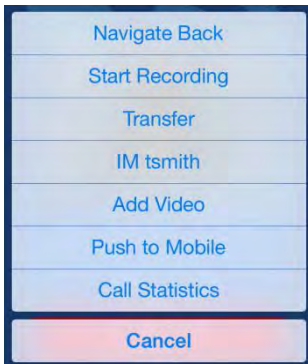 Navigate Back
Start Recording
Transfer
IM tsmith
Add Video
Push to Mobile
Call Statistics
Cancel